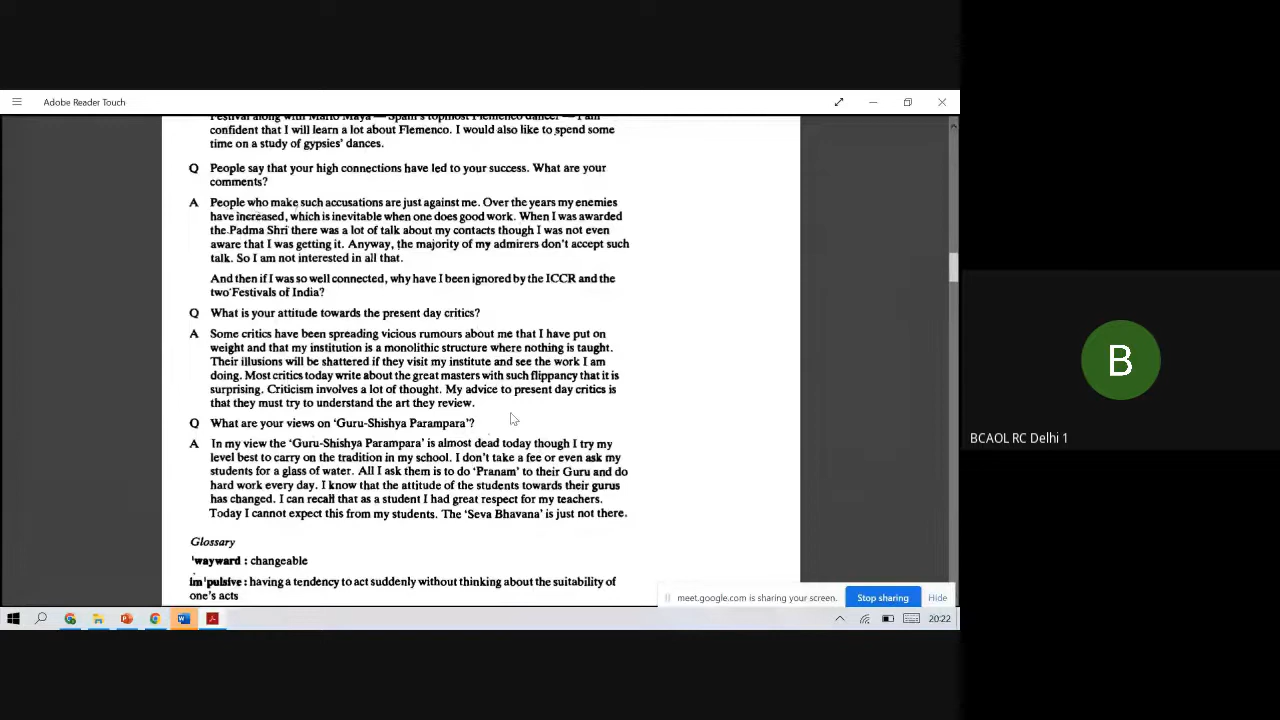 Adobe Reader Touch
Festival along with Mario Maya — Spain's topmost Flemenco dancer — I am
confident that I will learn a lot about Flemenco. I would also like to spend some
time on a study of gypsies' dances.
Q People say that your high connections have led to your success. What are your
comments?
A People who make such accusations are just against me. Over the years my enemies
have increased, which is inevitable when one does good work. When I was awarded
the Padma Shri there was a lot of talk about my contacts though I was not even
aware that I was getting it. Anyway, the majority of my admirers don't accept such
talk. So I am not interested in all that.
And then if I was so well connected, why have I been ignored by the ICCR and the
two Festivals of India?
Q What is your attitude towards the present day critics?
A Some critics have been spreading vicious rumours about me that I have put on
weight and that my institution is a monolithic structure where nothing is taught.
Their illusions will be shattered if they visit my institute and see the work I am
doing. Most critics today write about the great masters with such flippancy that it is
surprising. Criticism involves a lot of thought. My advice to present day critics is
that they must try to understand the art they review.
Q What are your views on 'Guru-Shishya Parampara'?
A In my view the 'Guru-Shishya Parampara' is almost dead today though I try my
level best to carry on the tradition in my school. I don't take a fee or even ask my
students for a glass of water. All I ask them is to do 'Pranam' to their Guru and do
hard work every day. I know that the attitude of the students towards their gurus
has changed. I can recall that as a student I had great respect for my teachers.
Today I cannot expect this from my students. The 'Seva Bhavana' is just not there.
Glossary
'wayward : changeable
im'pulsive : having a tendency to act suddenly without thinking about the suitability of
one's acts
meet.google.com is sharing your screen.
Stop sharing
Hide
20:22
B
BCAOL RC Delhi 1